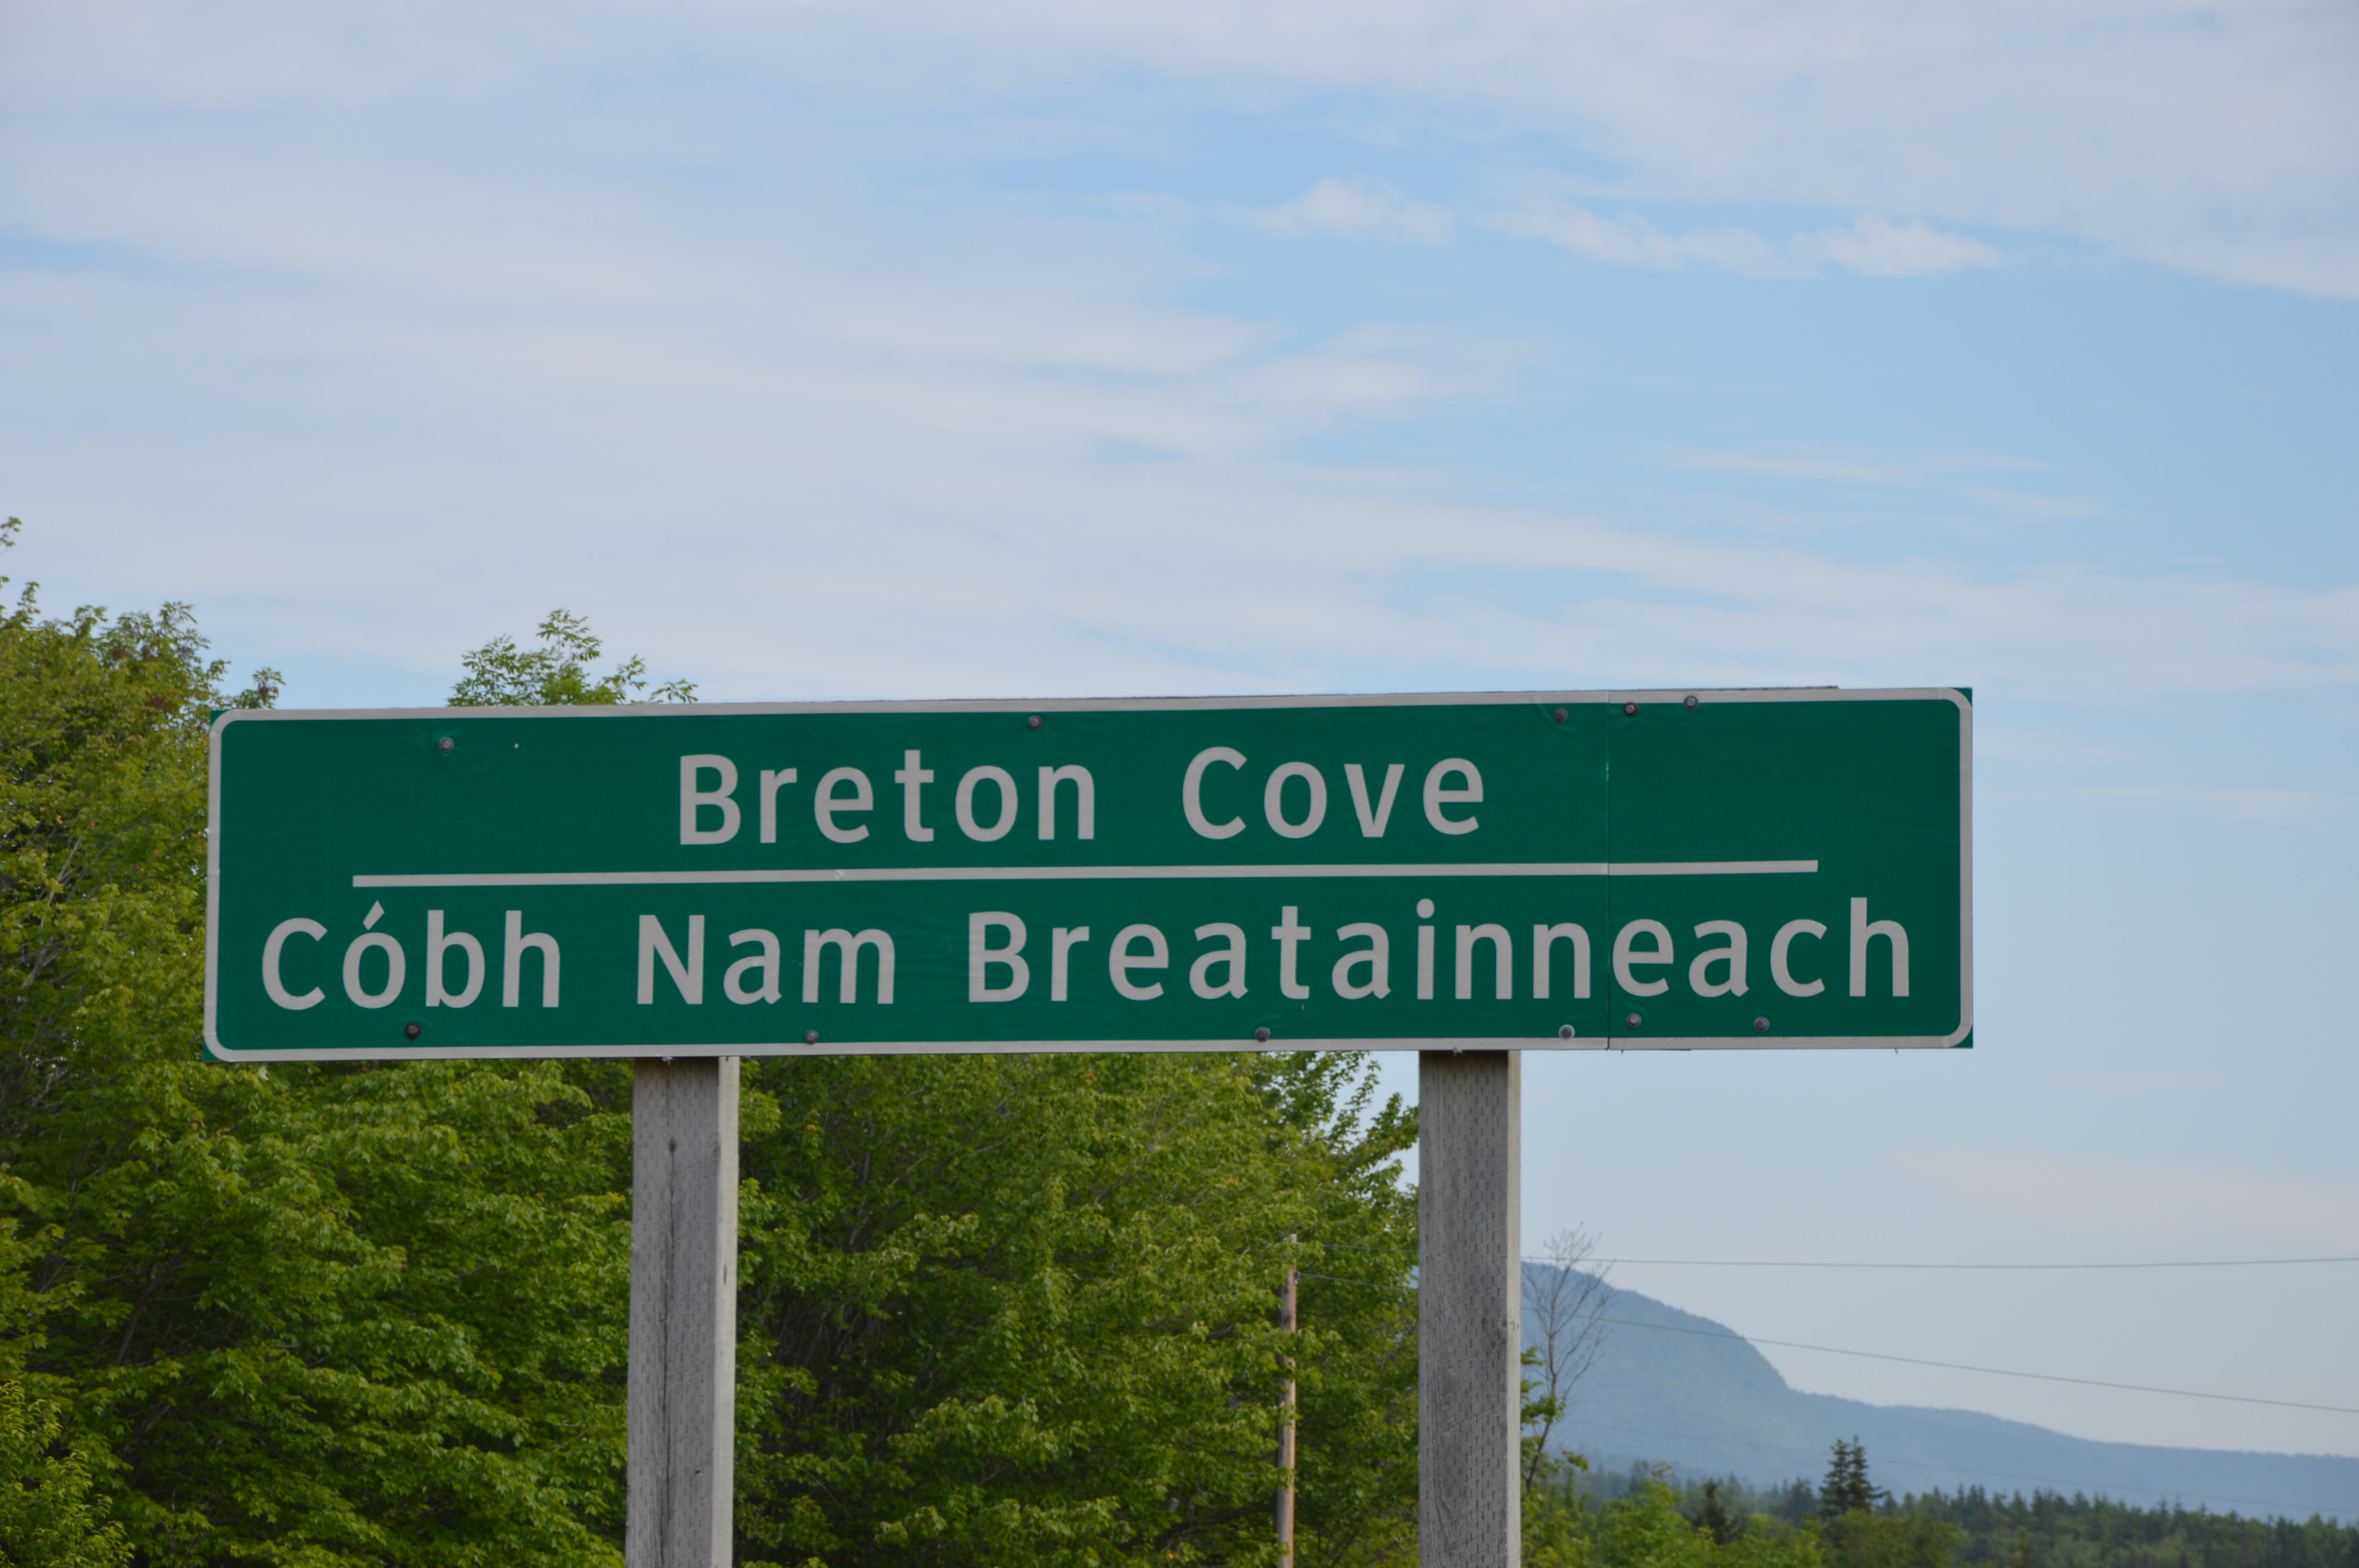 Breton Cove
Cóbh Nam Breatainneach